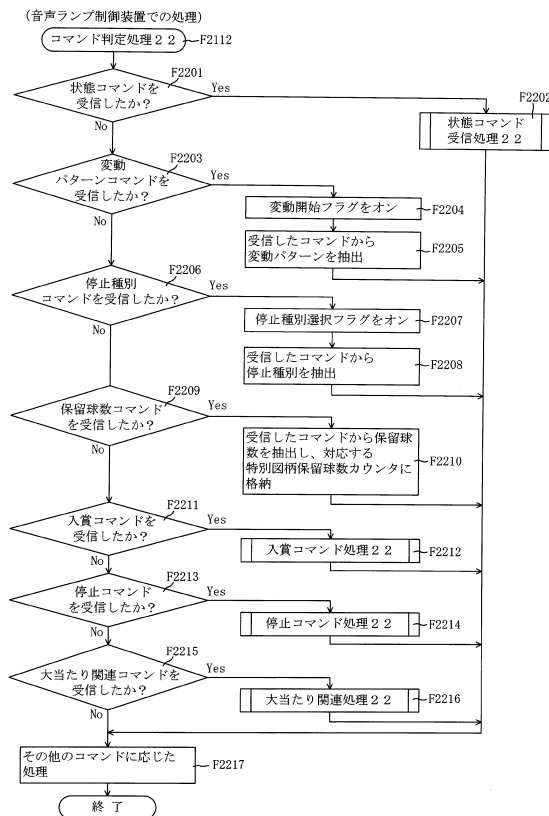 (音声ランプ制御装置での処理)
コマンド判定処理22
F2112
F2201
状態コマンドを
受信したか?
Yes
No
F2202
状態コマンド
受信処理22
F2203
変動
パターンコマンドを
受信したか?
Yes
No
変動開始フラグをオン
F2204
受信したコマンドから
変動パターンを抽出
F2205
F2206
停止種別
コマンドを受信したか?
Yes
No
停止種別選択フラグをオン
F2207
受信したコマンドから
停止種別を抽出
F2208
F2209
保留球数コマンド
を受信したか?
Yes
No
受信したコマンドから保留球
数を抽出し、対応する
特別図柄保留球数カウンタに
格納
F2210
F2211
入賞コマンドを
受信したか?
Yes
No
入賞コマンド処理22
F2212
F2213
停止コマンド
を受信したか?
Yes
No
停止コマンド処理22
F2214
F2215
大当たり関連コマンドを
受信したか?
Yes
No
大当たり関連処理22
F2216
その他のコマンドに応じた
処理
F2217
終了